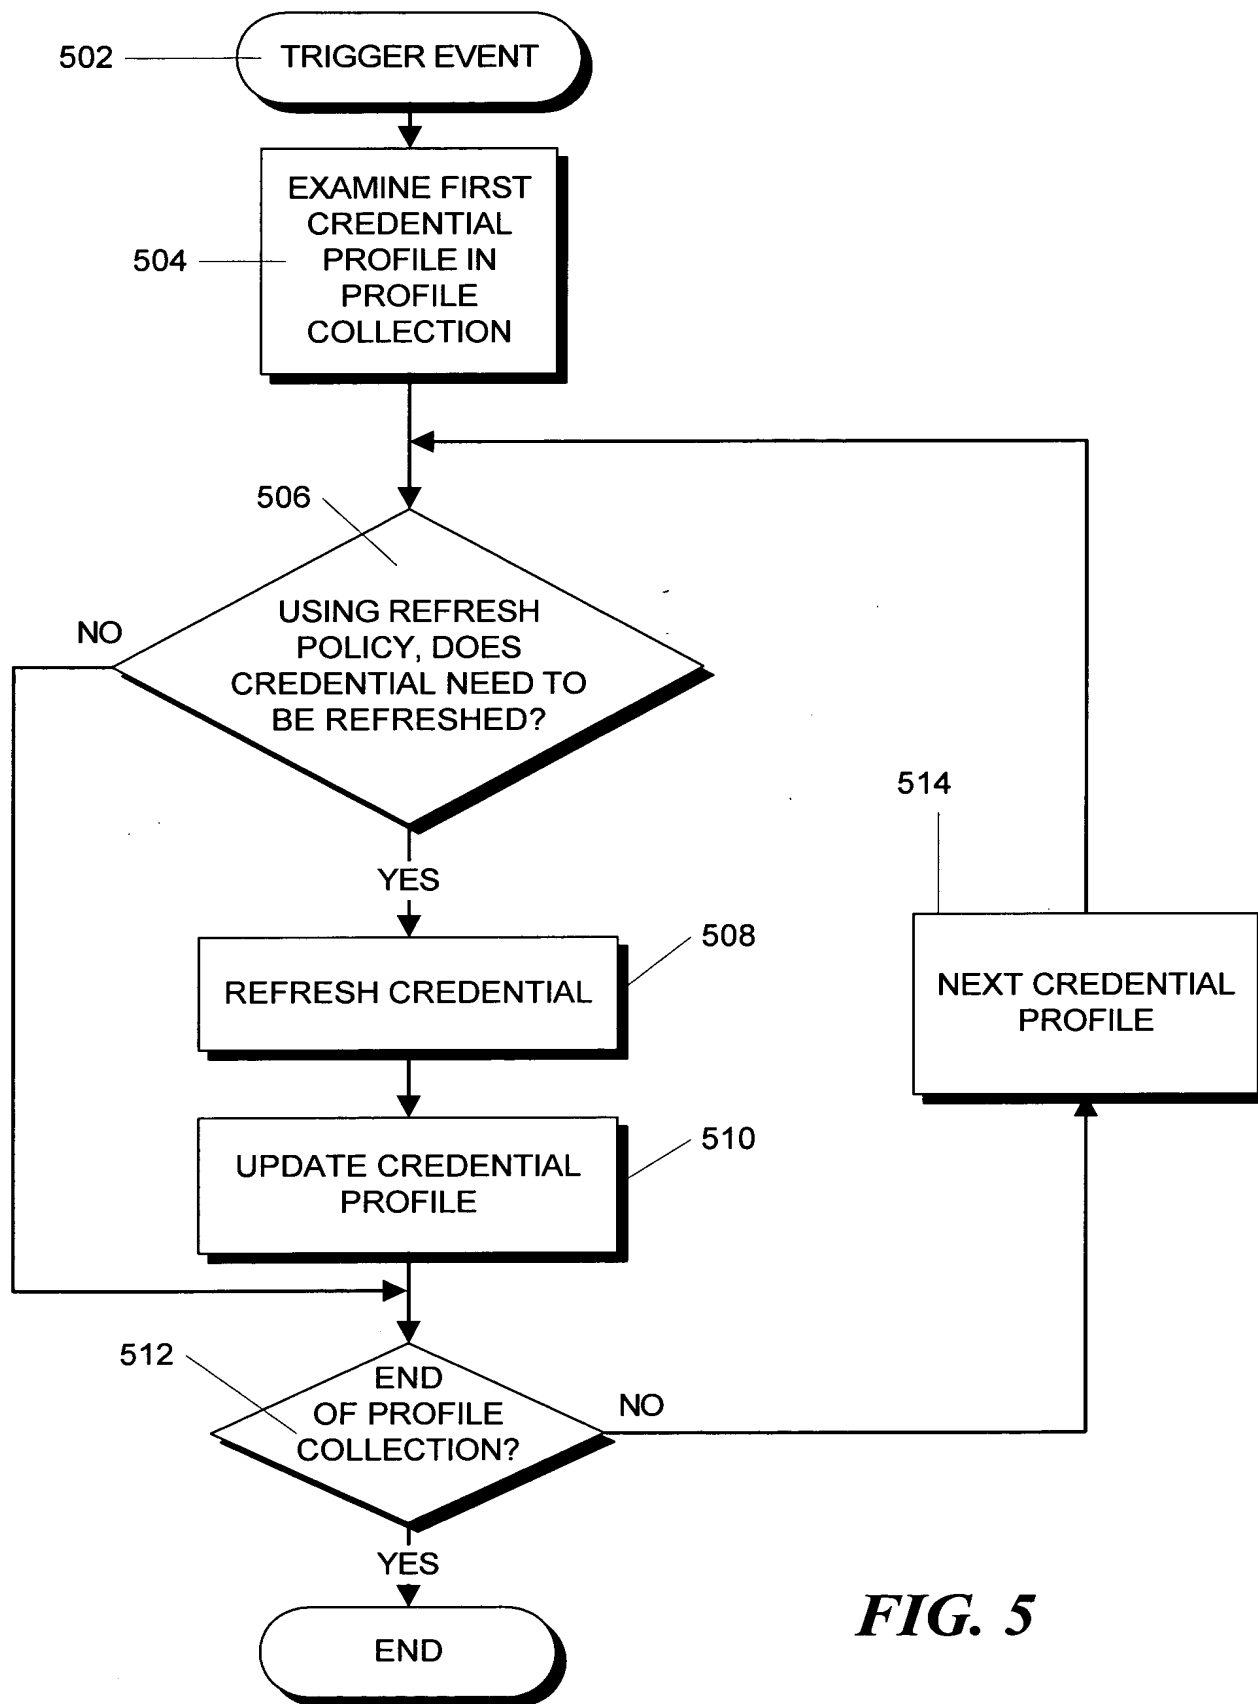 502
TRIGGER EVENT
504
EXAMINE FIRST
CREDENTIAL
PROFILE IN
PROFILE
COLLECTION
506
NO
USING REFRESH
POLICY, DOES
CREDENTIAL NEED TO
BE REFRESHED?
YES
514
508
REFRESH CREDENTIAL
NEXT CREDENTIAL
PROFILE
510
UPDATE CREDENTIAL
PROFILE
512
END
OF PROFILE
COLLECTION?
NO
YES
END
FIG. 5